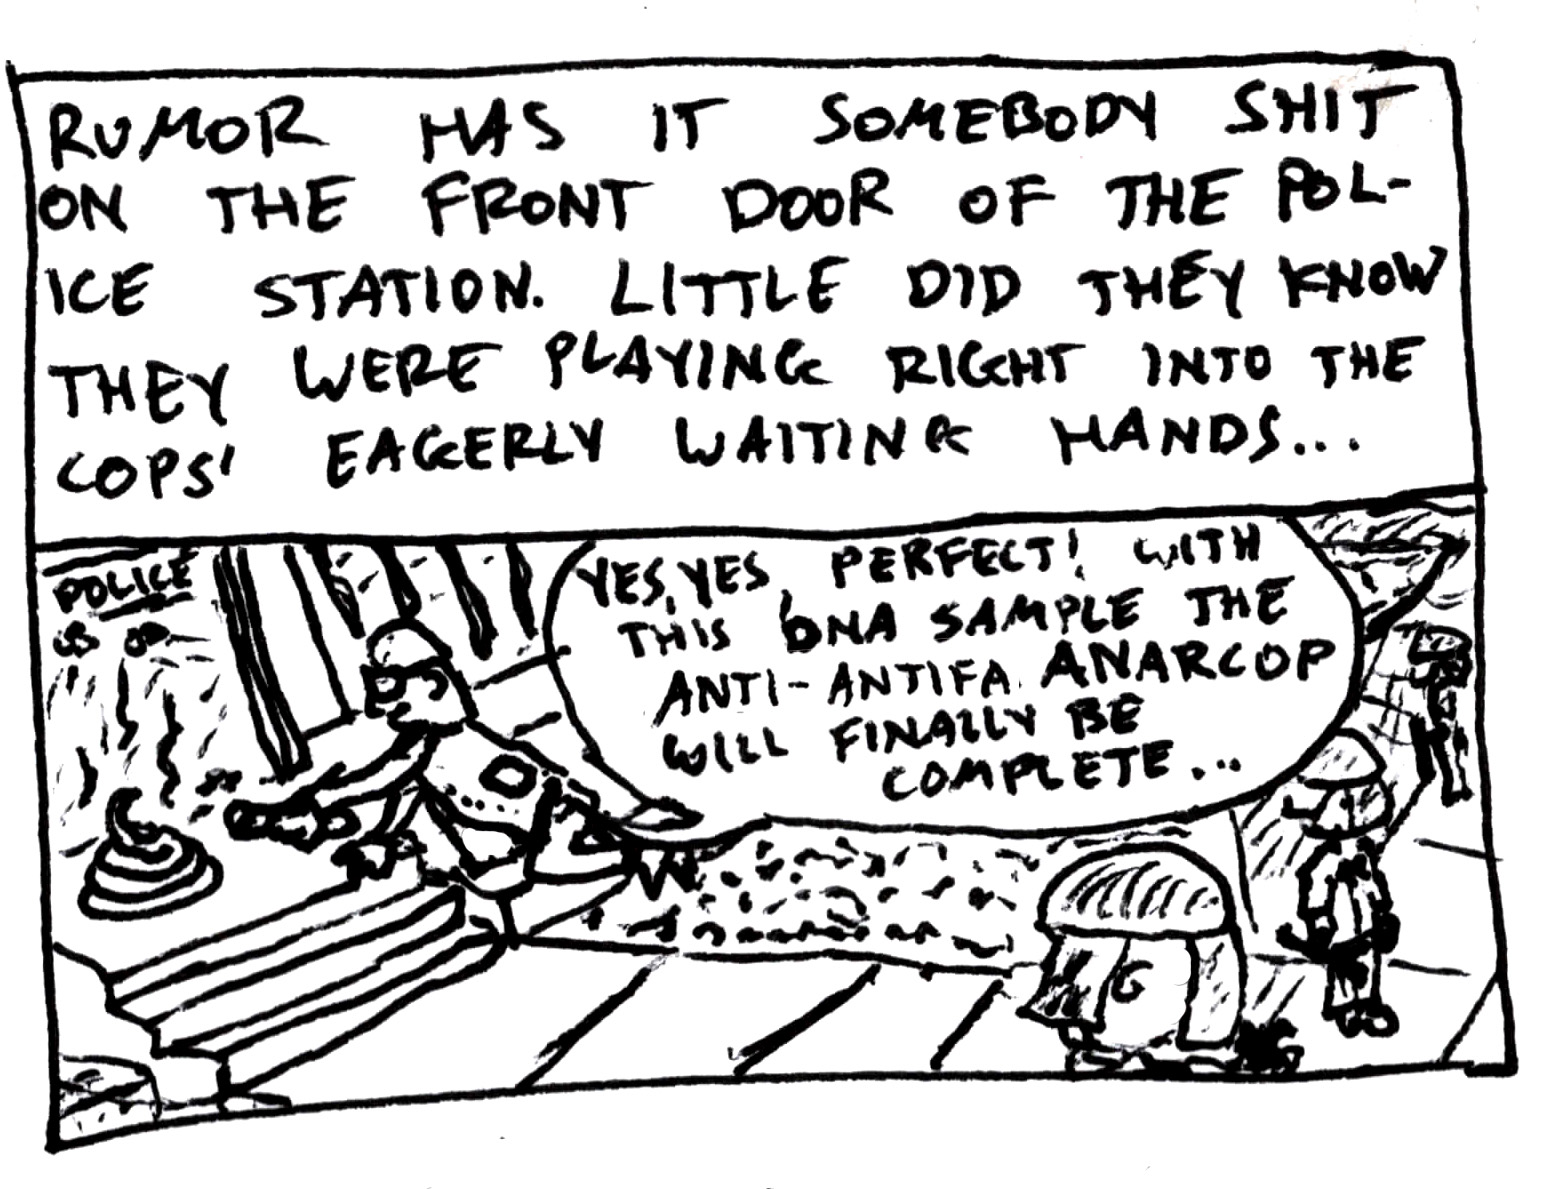 RUMOR HAS IT SOMEBODY SHIT
ON THE FRONT DOOR OF THE POL-
ICE STATION. LITTLE DID THEY KNOW
THEY WERE PLAYING RIGHT INTO THE
COPS' EAGERLY WAITING HANDS...
POLICE
YES, YES, PERFECT! WITH
THIS DNA SAMPLE THE
ANTI-ANTIFA ANARCOP
WILL FINALLY BE
COMPLETE...
G